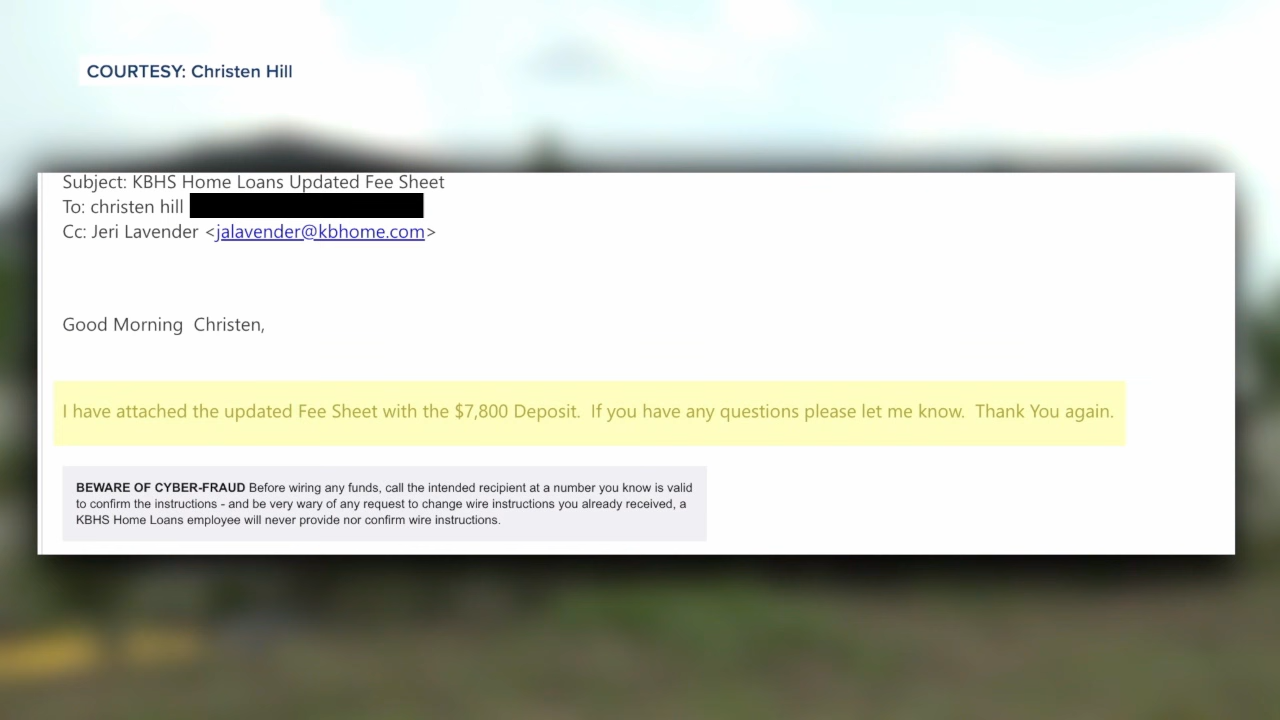 COURTESY: Christen Hill
Subject: KBHS Home Loans Updated Fee Sheet
To: christen hill
Cc: Jeri Lavender <jalavender@kbhome.com>
Good Morning  Christen,
I have attached the updated Fee Sheet with the $7,800 Deposit.  If you have any questions please let me know.  Thank You again.
BEWARE OF CYBER-FRAUD Before wiring any funds, call the intended recipient at a number you know is valid
to confirm the instructions - and be very wary of any request to change wire instructions you already received, a
KBHS Home Loans employee will never provide nor confirm wire instructions.